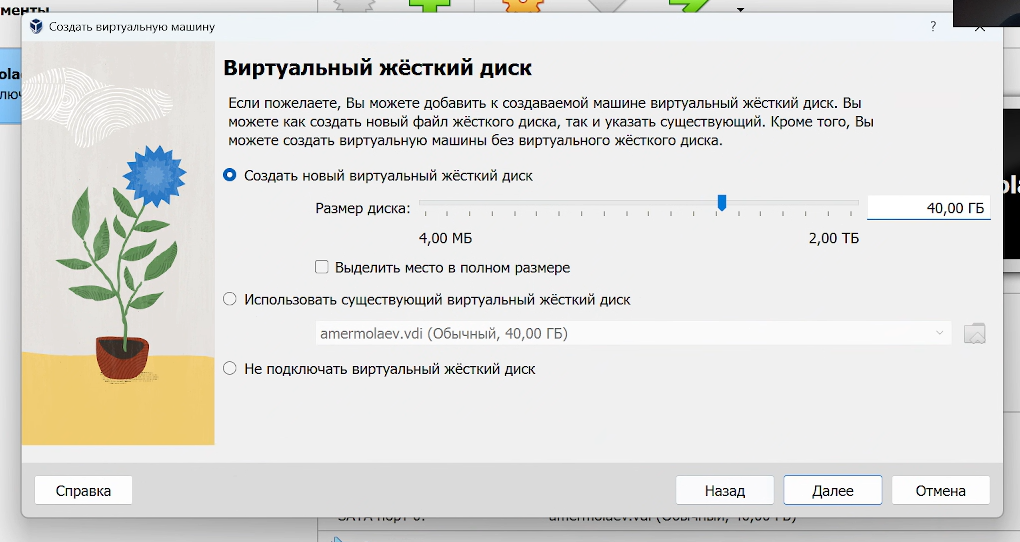 Создать виртуальную машину
?
Виртуальный жёсткий диск
Если пожелаете, Вы можете добавить к создаваемой машине виртуальный жёсткий диск. Вы
можете как создать новый файл жёсткого диска, так и указать существующий. Кроме того, Вы
можете создать виртуальную машины без виртуального жёсткого диска.
Создать новый виртуальный жёсткий диск
Размер диска:
40,00 ГБ
4,00 МБ
2,00 ТБ
Выделить место в полном размере
Использовать существующий виртуальный жёсткий диск
amermolaev.vdi (Обычный, 40,00 ГБ)
Не подключать виртуальный жёсткий диск
Справка
Назад
Далее
Отмена
SATA порт 0:
amermolaev.vdi (Обычный, 40,00 ГБ)